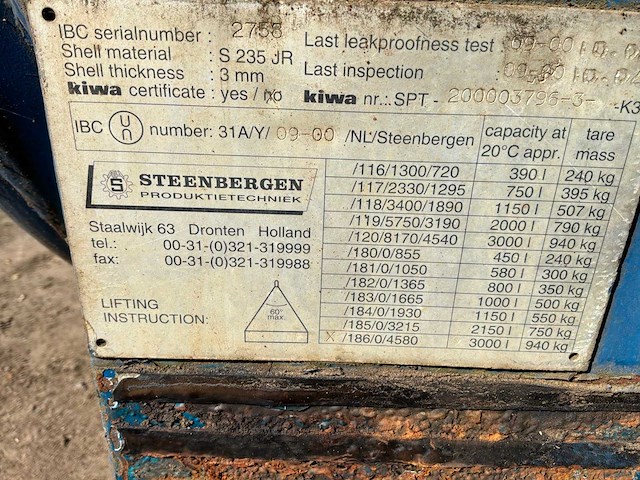 IBC serialnumber : 2758
Shell material : S 235 JR
Shell thickness : 3 mm
kiwa certificate : yes / no
Last leakproofness test :
Last inspection :
kiwa nr.: SPT - 200003796-3- -K3
IBC un number: 31A/Y/ 09-00 /NL/Steenbergen
capacity at 20°C appr.
tare mass
S STEENBERGEN
PRODUKTIETECHNIEK
Staalwijk 63 Dronten Holland
tel.: 00-31-(0)321-319999
fax: 00-31-(0)321-319988
LIFTING
INSTRUCTION:
60°
max.
/116/1300/720 390 l 240 kg
/117/2330/1295 750 l 395 kg
/118/3400/1890 1150 l 507 kg
/119/5750/3190 2000 l 790 kg
/120/8170/4540 3000 l 940 kg
/180/0/855 450 l 240 kg
/181/0/1050 580 l 300 kg
/182/0/1365 800 l 350 kg
/183/0/1665 1000 l 500 kg
/184/0/1930 1150 l 550 kg
/185/0/3215 2150 l 750 kg
X /186/0/4580 3000 l 940 kg